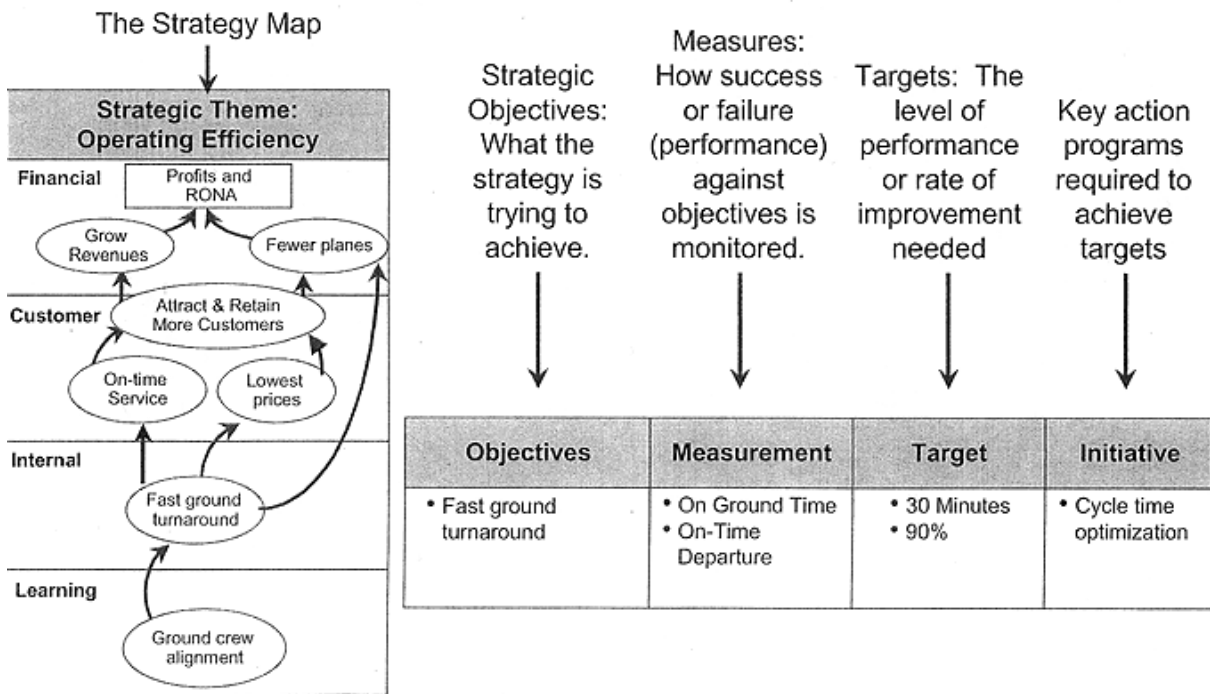 The Strategy Map
Strategic Theme:
Operating Efficiency
Financial
Profits and
RONA
Grow
Revenues
Fewer planes
Customer
Attract & Retain
More Customers
On-time
Service
Lowest
prices
Internal
Fast ground
turnaround
Learning
Ground crew
alignment
Strategic
Objectives:
What the
strategy is
trying to
achieve.
Measures:
How success
or failure
(performance)
against
objectives is
monitored.
Targets: The
level of
performance
or rate of
improvement
needed
Key action
programs
required to
achieve
targets
Objectives
Measurement
Target
Initiative
• Fast ground
turnaround
• On Ground Time
• On-Time
Departure
• 30 Minutes
• 90%
• Cycle time
optimization